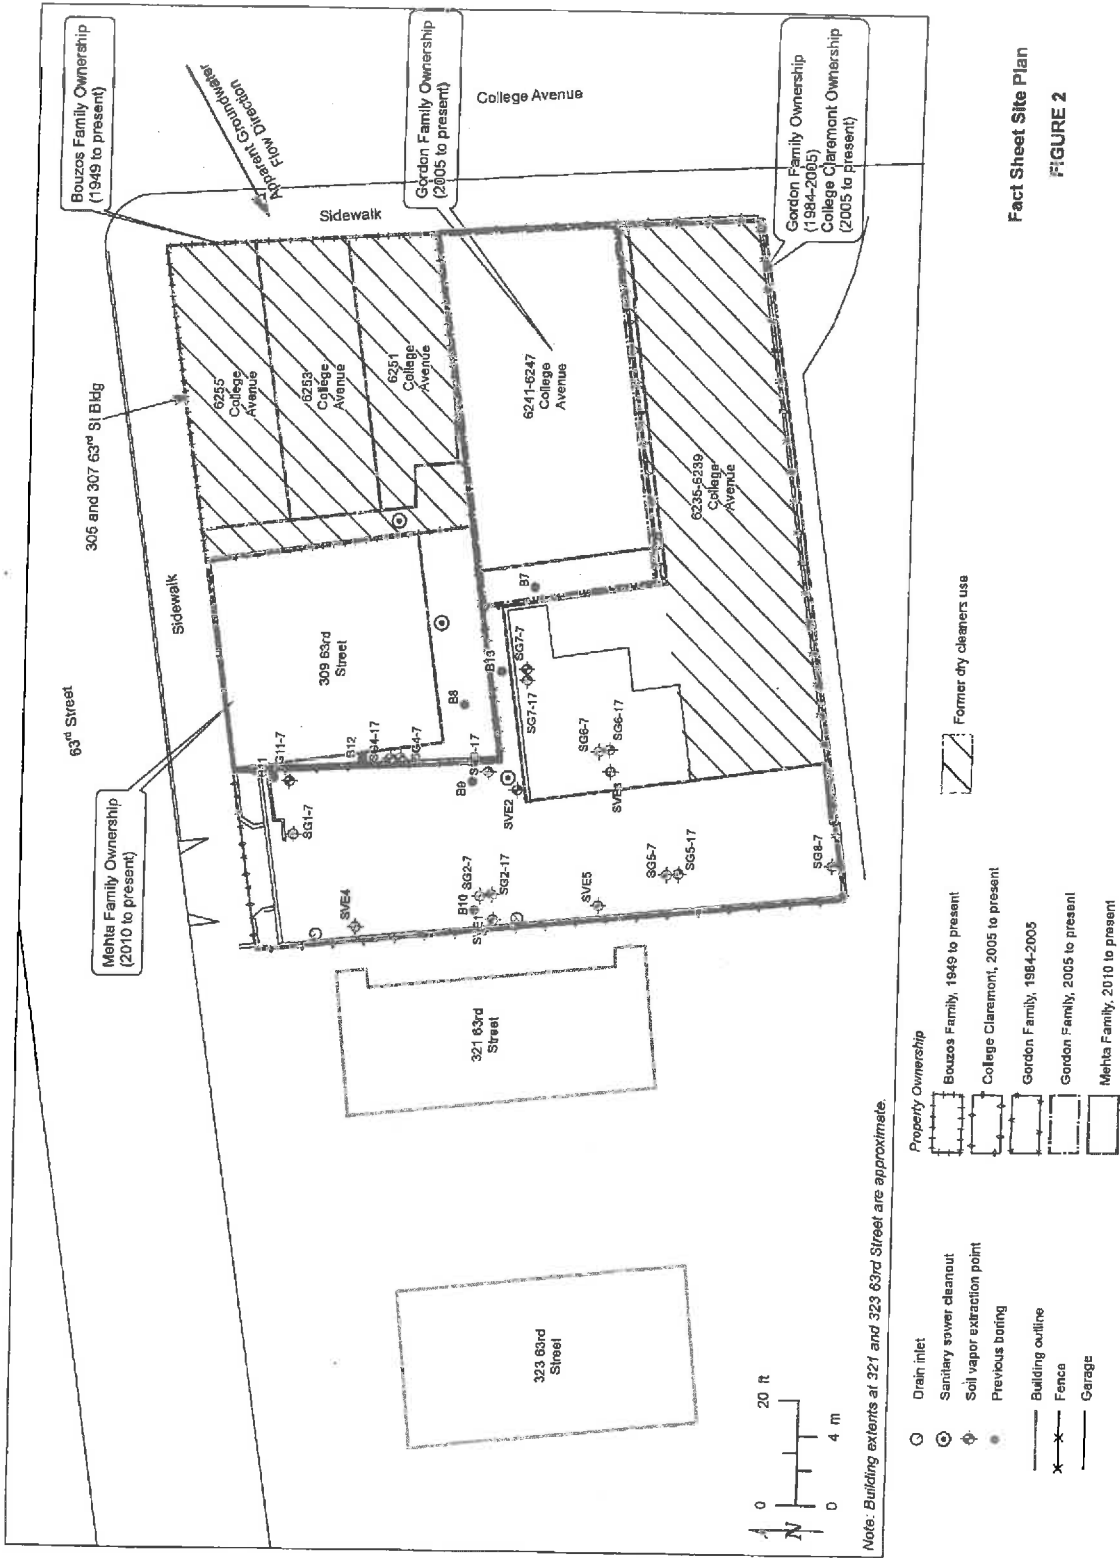 Bouzos Family Ownership
(1949 to present)
Apparent Groundwater
Flow Direction
College Avenue
Gordon Family Ownership
(2005 to present)
Gordon Family Ownership
(1984-2005)
College Claremont Ownership
(2005 to present)
Sidewalk
305 and 307 63rd St Bldg
6255
College
Avenue
6253
College
Avenue
6251
College
Avenue
6241-6247
College
Avenue
6235-6239
College
Avenue
Sidewalk
63rd Street
309 63rd
Street
Mehta Family Ownership
(2010 to present)
B7
B13
SG7-7
SG7-17
B8
SG6-7
SG6-17
B12
SG4-17
SG4-7
B9
SVE2
SVE3
SG1-7
SG2-7
SG2-17
B10
SVE1
SVE4
SVE5
SG5-7
SG5-17
SG8-7
321 63rd
Street
323 63rd
Street
0
20 ft
0
4 m
N
Note: Building extents at 321 and 323 63rd Street are approximate.
Drain inlet
Sanitary sewer cleanout
Soil vapor extraction point
Previous boring
Building outline
Fence
Garage
Property Ownership
Bouzos Family, 1949 to present
College Claremont, 2005 to present
Gordon Family, 1984-2005
Gordon Family, 2005 to present
Mehta Family, 2010 to present
Former dry cleaners use
Fact Sheet Site Plan
FIGURE 2